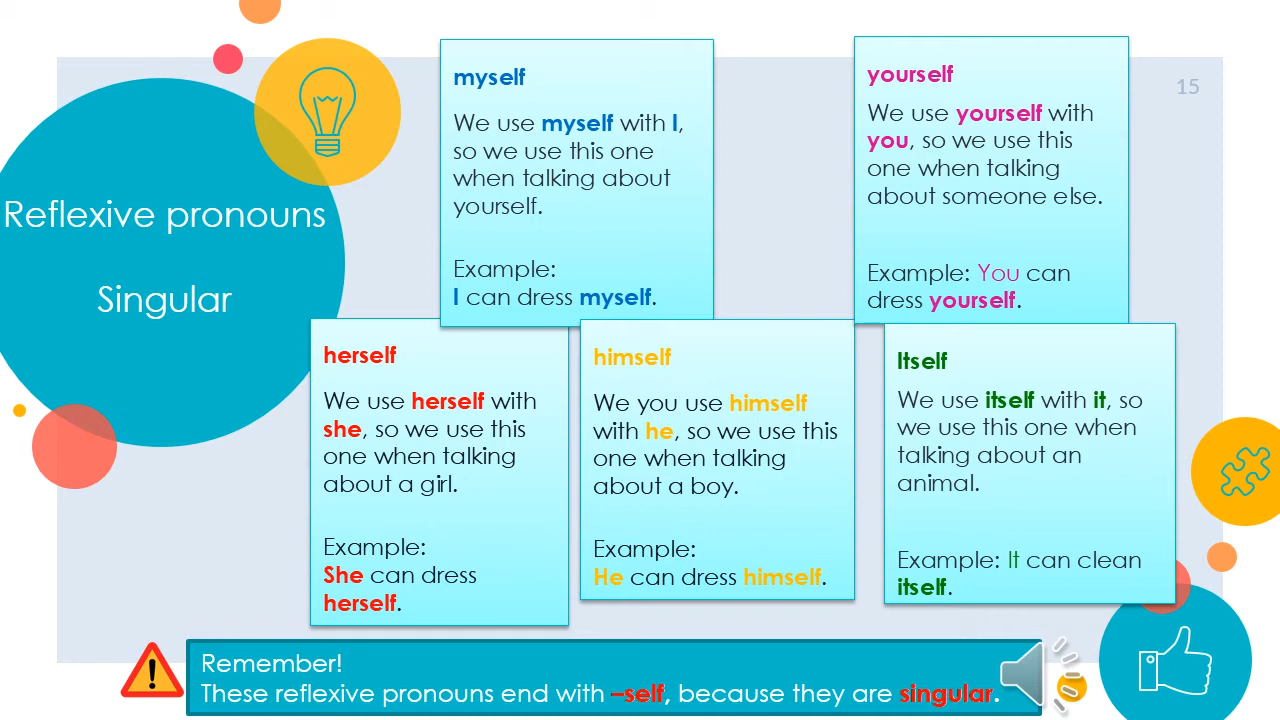 Reflexive pronouns
Singular
myself
We use myself with I,
so we use this one
when talking about
yourself.
Example:
I can dress myself.
yourself
We use yourself with
you, so we use this
one when talking
about someone else.
Example: You can
dress yourself.
15
herself
We use herself with
she, so we use this
one when talking
about a girl.
Example:
She can dress
herself.
himself
We you use himself
with he, so we use this
one when talking
about a boy.
Example:
He can dress himself.
Itself
We use itself with it, so
we use this one when
talking about an
animal.
Example: It can clean
itself.
Remember!
These reflexive pronouns end with –self, because they are singular.